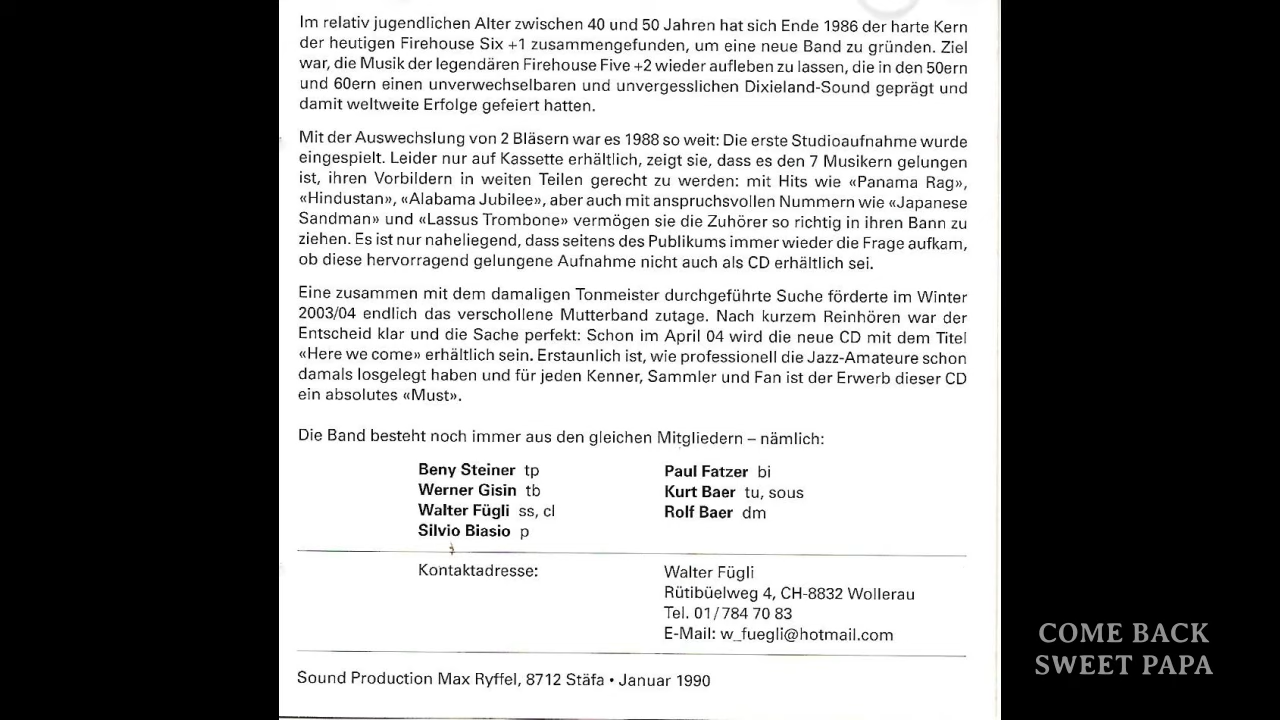 Im relativ jugendlichen Alter zwischen 40 und 50 Jahren hat sich Ende 1986 der harte Kern
der heutigen Firehouse Six +1 zusammengefunden, um eine neue Band zu gründen. Ziel
war, die Musik der legendären Firehouse Five +2 wieder aufleben zu lassen, die in den 50ern
und 60ern einen unverwechselbaren und unvergesslichen Dixieland-Sound geprägt und
damit weltweite Erfolge gefeiert hatten.
Mit der Auswechslung von 2 Bläsern war es 1988 so weit: Die erste Studioaufnahme wurde
eingespielt. Leider nur auf Kassette erhältlich, zeigt sie, dass es den 7 Musikern gelungen
ist, ihren Vorbildern in weiten Teilen gerecht zu werden: mit Hits wie «Panama Rag»,
«Hindustan», «Alabama Jubilee», aber auch mit anspruchsvollen Nummern wie «Japanese
Sandman» und «Lassus Trombone» vermögen sie die Zuhörer so richtig in ihren Bann zu
ziehen. Es ist nur naheliegend, dass seitens des Publikums immer wieder die Frage aufkam,
ob diese hervorragend gelungene Aufnahme nicht auch als CD erhältlich sei.
Eine zusammen mit dem damaligen Tonmeister durchgeführte Suche förderte im Winter
2003/04 endlich das verschollene Mutterband zutage. Nach kurzem Reinhören war der
Entscheid klar und die Sache perfekt: Schon im April 04 wird die neue CD mit dem Titel
«Here we come» erhältlich sein. Erstaunlich ist, wie professionell die Jazz-Amateure schon
damals losgelegt haben und für jeden Kenner, Sammler und Fan ist der Erwerb dieser CD
ein absolutes «Must».
Die Band besteht noch immer aus den gleichen Mitgliedern – nämlich:
Beny Steiner tp
Werner Gisin tb
Walter Fügli ss, cl
Silvio Biasio p
Paul Fatzer bj
Kurt Baer tu, sous
Rolf Baer dm
Kontaktadresse:
Walter Fügli
Rütibüelweg 4, CH-8832 Wollerau
Tel. 01/784 70 83
E-Mail: w_fuegli@hotmail.com
Sound Production Max Ryffel, 8712 Stäfa • Januar 1990
COME BACK
SWEET PAPA